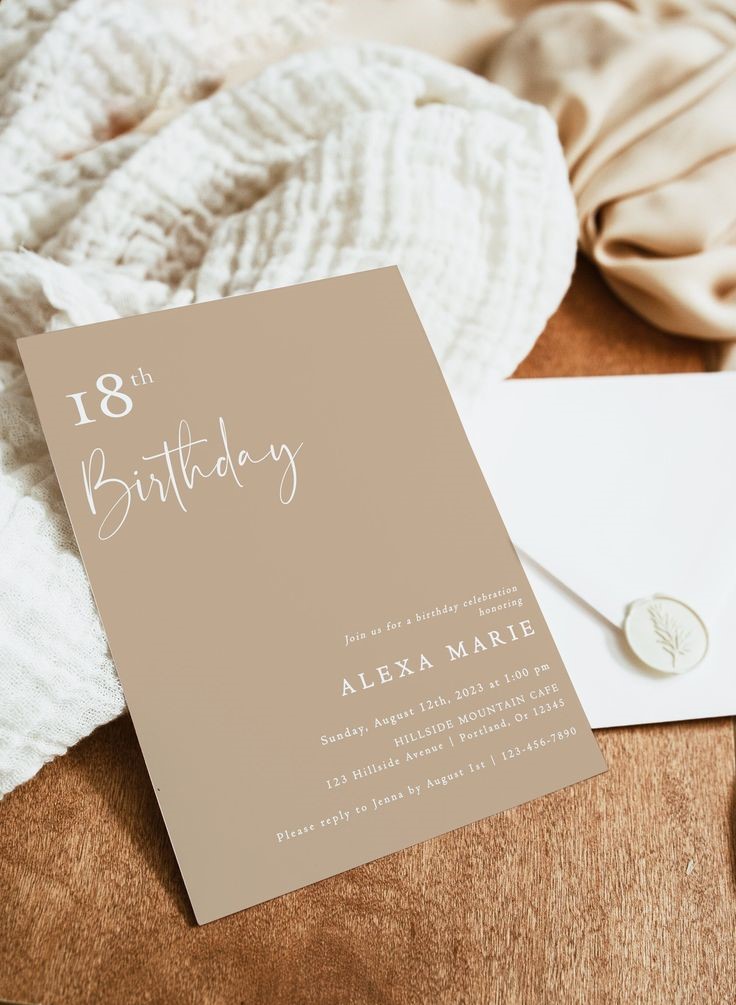 18th
Birthday
Join us for a birthday celebration
honoring
ALEXA MARIE
Sunday, August 12th, 2023 at 1:00 pm
HILLSIDE MOUNTAIN CAFE
123 Hillside Avenue | Portland, Or 12345
Please reply to Jenna by August 1st | 123-456-7890